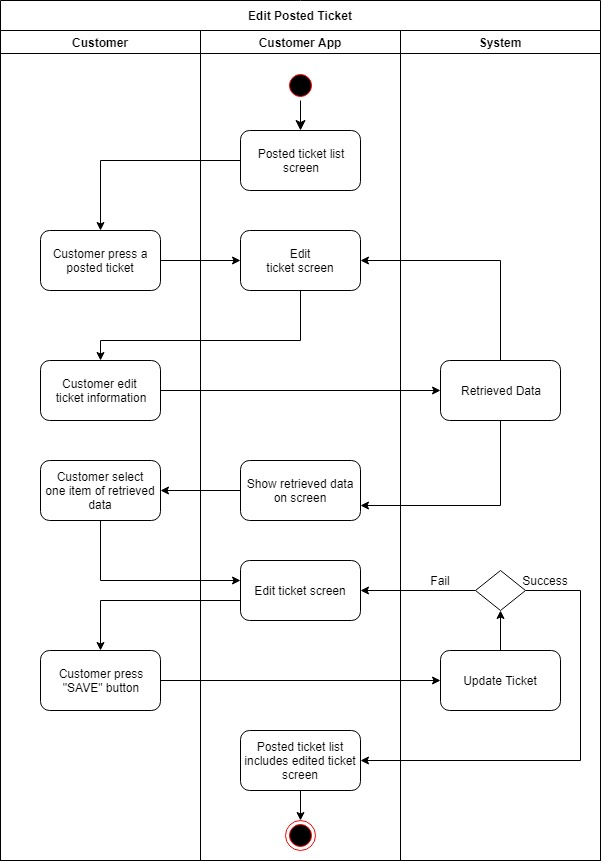 Edit Posted Ticket
Customer
Customer App
System
Posted ticket list
screen
Customer press a
posted ticket
Edit
ticket screen
Customer edit
ticket information
Retrieved Data
Customer select
one item of retrieved
data
Show retrieved data
on screen
Edit ticket screen
Fail
Success
Customer press
"SAVE" button
Update Ticket
Posted ticket list
includes edited ticket
screen